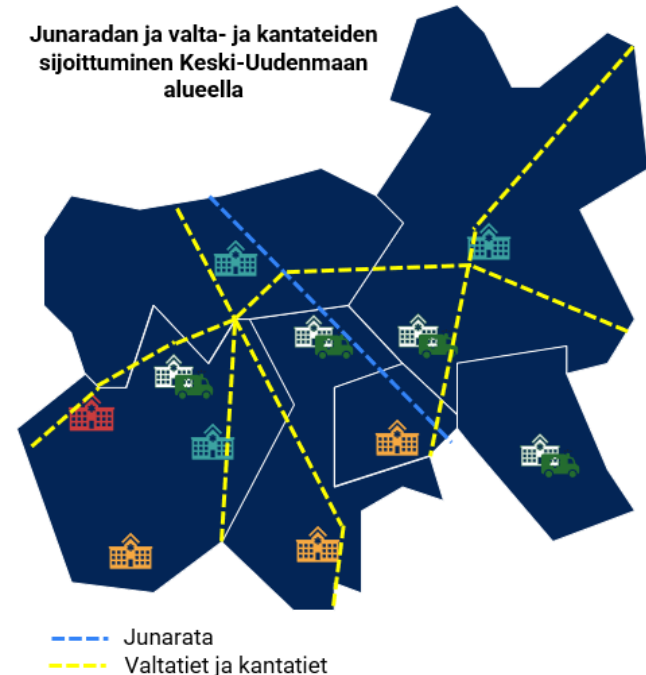 Junaradan ja valta- ja kantateiden
sijoittuminen Keski-Uudenmaan
alueella
Junarata
Valtatiet ja kantatiet